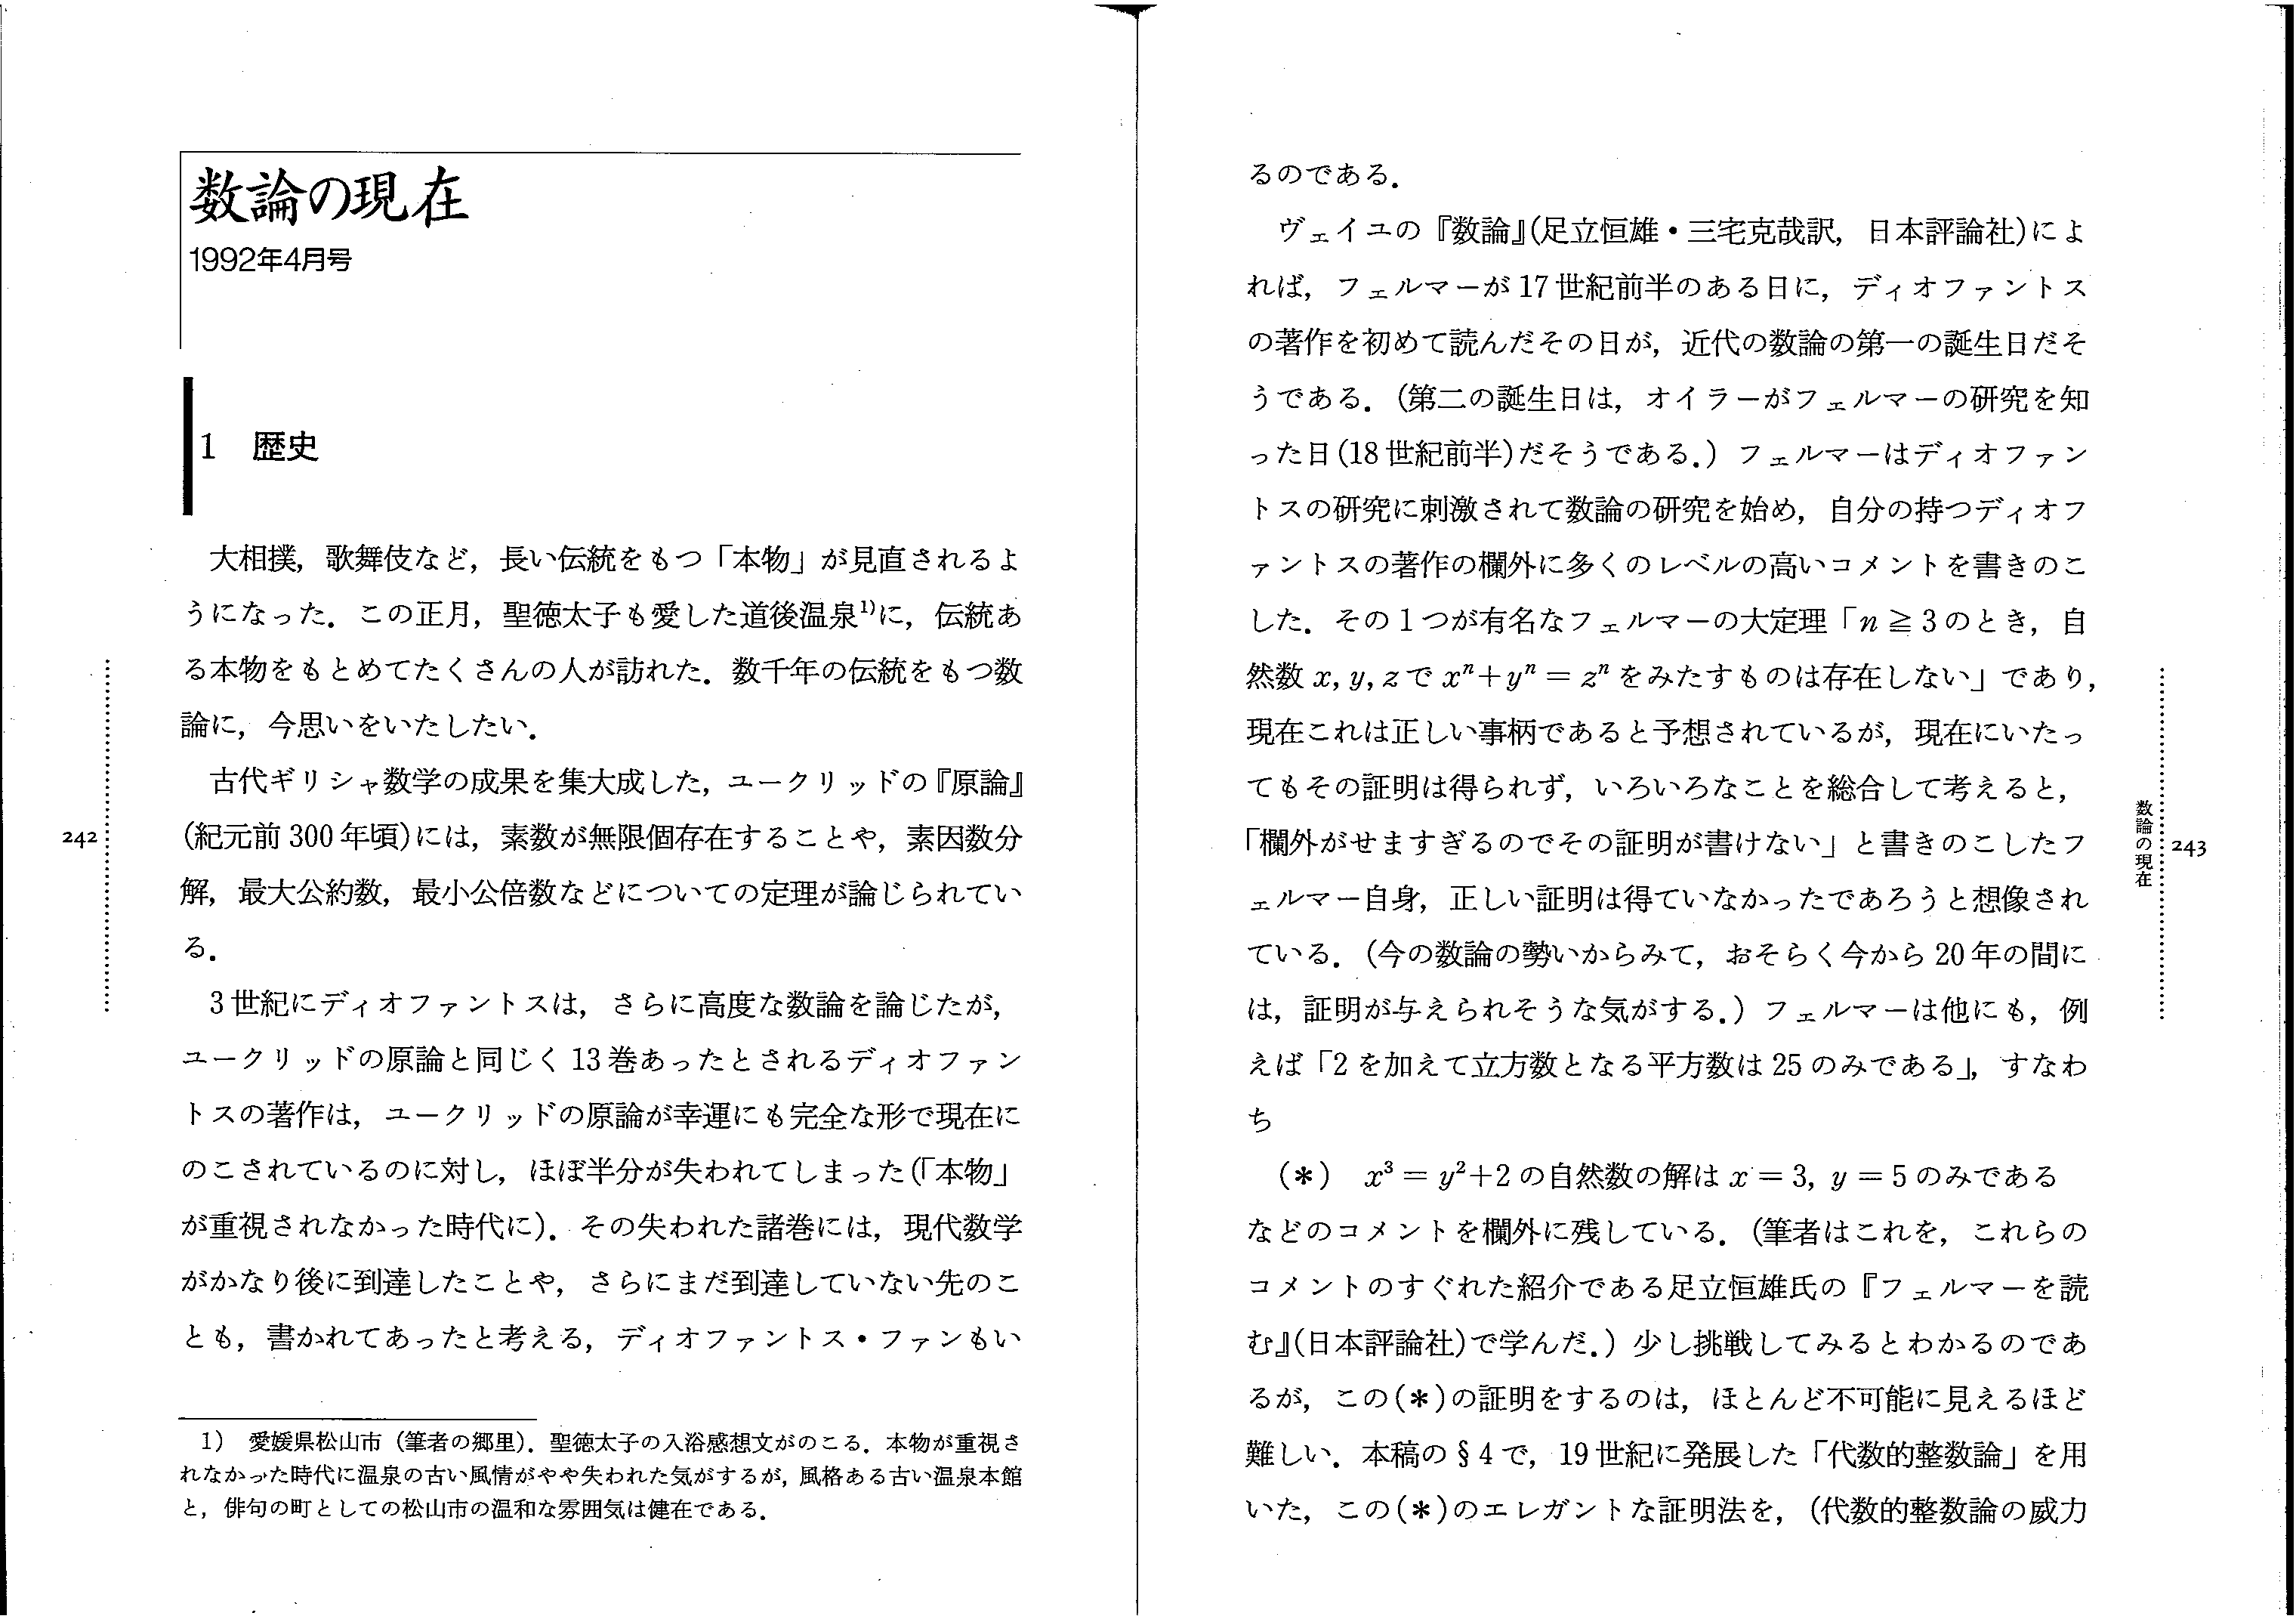 数論の現在
1992年4月号
1 歴史
大相撲，歌舞伎など，長い伝統をもつ「本物」が見直されるよ
うになった．この正月，聖徳太子も愛した道後温泉1)に，伝統あ
る本物をもとめてたくさんの人が訪れた．数千年の伝統をもつ数
論に，今思いをいたしたい．
古代ギリシャ数学の成果を集大成した，ユークリッドの『原論』
(紀元前300年頃)には，素数が無限個存在することや，素因数分
解，最大公約数，最小公倍数などについての定理が論じられてい
る．
3世紀にディオファントスは，さらに高度な数論を論じたが，
ユークリッドの原論と同じく13巻あったとされるディオファン
トスの著作は，ユークリッドの原論が幸運にも完全な形で現在に
のこされているのに対し，ほぼ半分が失われてしまった(「本物」
が重視されなかった時代に)．その失われた諸巻には，現代数学
がかなり後に到達したことや，さらにまだ到達していない先のこ
とも，書かれてあったと考える，ディオファントス・ファンもい
1) 愛媛県松山市（筆者の郷里）．聖徳太子の入浴感想文がのこる．本物が重視さ
れなかった時代に温泉の古い風情がやや失われた気がするが，風格ある古い温泉本館
と，俳句の町としての松山市の温和な雰囲気は健在である．
242
るのである．
ヴェイユの『数論』(足立恒雄・三宅克哉訳，日本評論社)によ
れば，フェルマーが17世紀前半のある日に，ディオファントス
の著作を初めて読んだその日が，近代の数論の第一の誕生日だそ
うである．（第二の誕生日は，オイラーがフェルマーの研究を知
った日(18世紀前半)だそうである．）フェルマーはディオファン
トスの研究に刺激されて数論の研究を始め，自分の持つディオフ
ァントスの著作の欄外に多くのレベルの高いコメントを書きのこ
した．その1つが有名なフェルマーの大定理「n ≧ 3のとき，自
然数 x, y, z で xⁿ+yⁿ = zⁿ をみたすものは存在しない」であり，
現在これは正しい事柄であると予想されているが，現在にいたっ
てもその証明は得られず，いろいろなことを総合して考えると，
「欄外がせますぎるのでその証明が書けない」と書きのこしたフ
ェルマー自身，正しい証明は得ていなかったであろうと想像され
ている．（今の数論の勢いからみて，おそらく今から20年の間に
は，証明が与えられそうな気がする．）フェルマーは他にも，例
えば「2を加えて立方数となる平方数は25のみである」，すなわ
ち
(＊) x³ = y²+2 の自然数の解は x = 3, y = 5 のみである
などのコメントを欄外に残している．（筆者はこれを，これらの
コメントのすぐれた紹介である足立恒雄氏の『フェルマーを読
む』(日本評論社)で学んだ．）少し挑戦してみるとわかるのであ
るが，この(＊)の証明をするのは，ほとんど不可能に見えるほど
難しい．本稿の§4で，19世紀に発展した「代数的整数論」を用
いた，この(＊)のエレガントな証明法を，（代数的整数論の威力
数論の現在
243